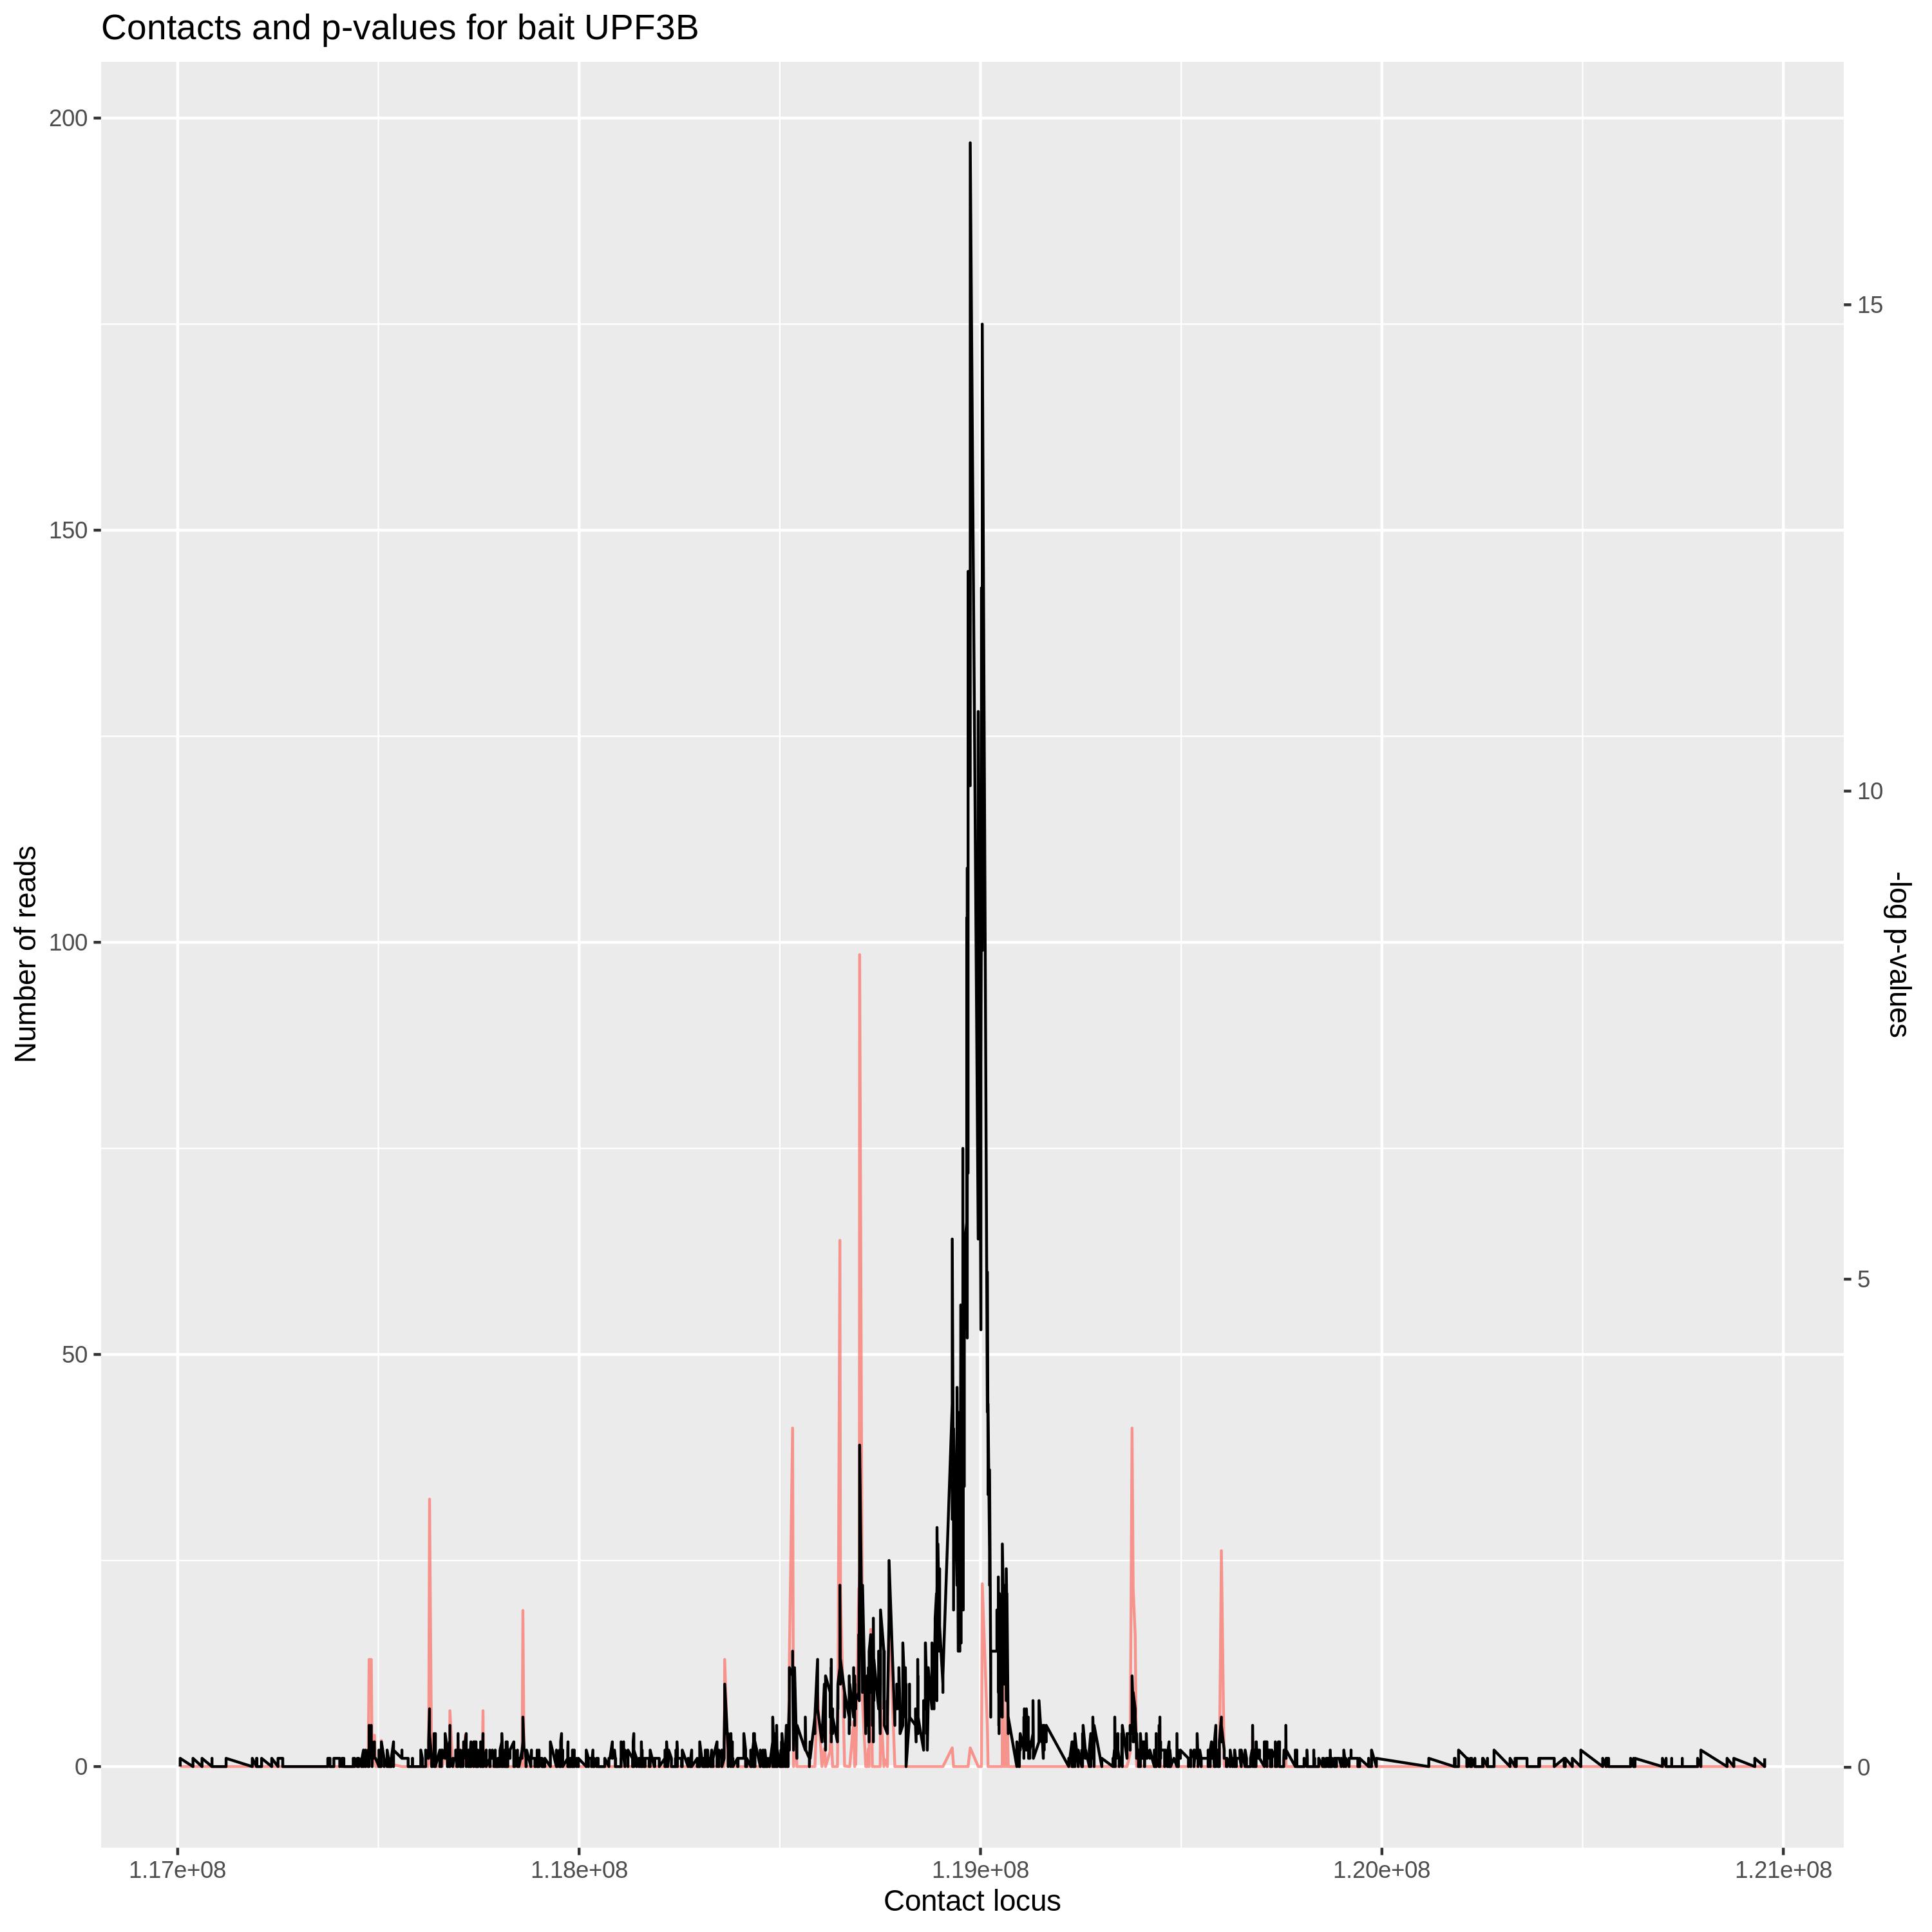 Contacts and p-values for bait UPF3B
200
150
100
50
0
Number of reads
15
10
5
0
-log p-values
1.17e+08 1.18e+08 1.19e+08 1.20e+08 1.21e+08
Contact locus